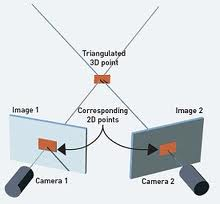 Triangulated
3D point
Image 1
Corresponding
2D points
Image 2
Camera 1
Camera 2